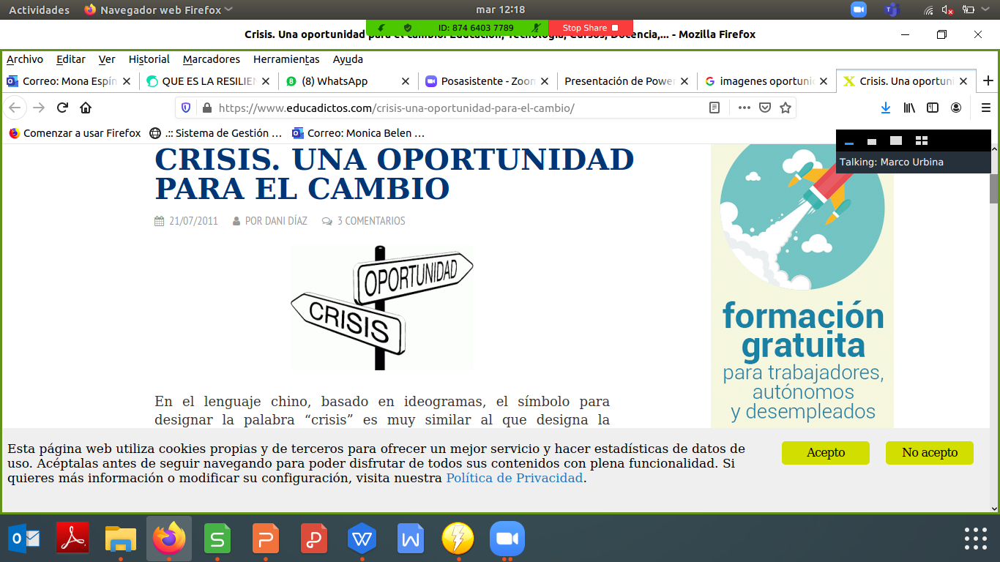 Actividades Navegador web Firefox mar 12:18
ID: 874 6403 7789 Stop Share
Crisis. Una oportunidad para el cambio. Educación, Tecnología, Cursos, Docencia,... - Mozilla Firefox
Archivo Editar Ver Historial Marcadores Herramientas Ayuda
Correo: Mona Espín QUE ES LA RESILIEN (8) WhatsApp Posasistente - Zoom Presentación de Power imagenes oportunid Crisis. Una oportuni
https://www.educadictos.com/crisis-una-oportunidad-para-el-cambio/
Comenzar a usar Firefox .:: Sistema de Gestión ... Correo: Monica Belen ...
Talking: Marco Urbina
CRISIS. UNA OPORTUNIDAD
PARA EL CAMBIO
21/07/2011 POR DANI DÍAZ 3 COMENTARIOS
OPORTUNIDAD
CRISIS
En el lenguaje chino, basado en ideogramas, el símbolo para
designar la palabra “crisis” es muy similar al que designa la
formación
gratuita
para trabajadores,
autónomos
y desempleados
Esta página web utiliza cookies propias y de terceros para ofrecer un mejor servicio y hacer estadísticas de datos de
uso. Acéptalas antes de seguir navegando para poder disfrutar de todos sus contenidos con plena funcionalidad. Si
quieres más información o modificar su configuración, visita nuestra Política de Privacidad.
Acepto No acepto